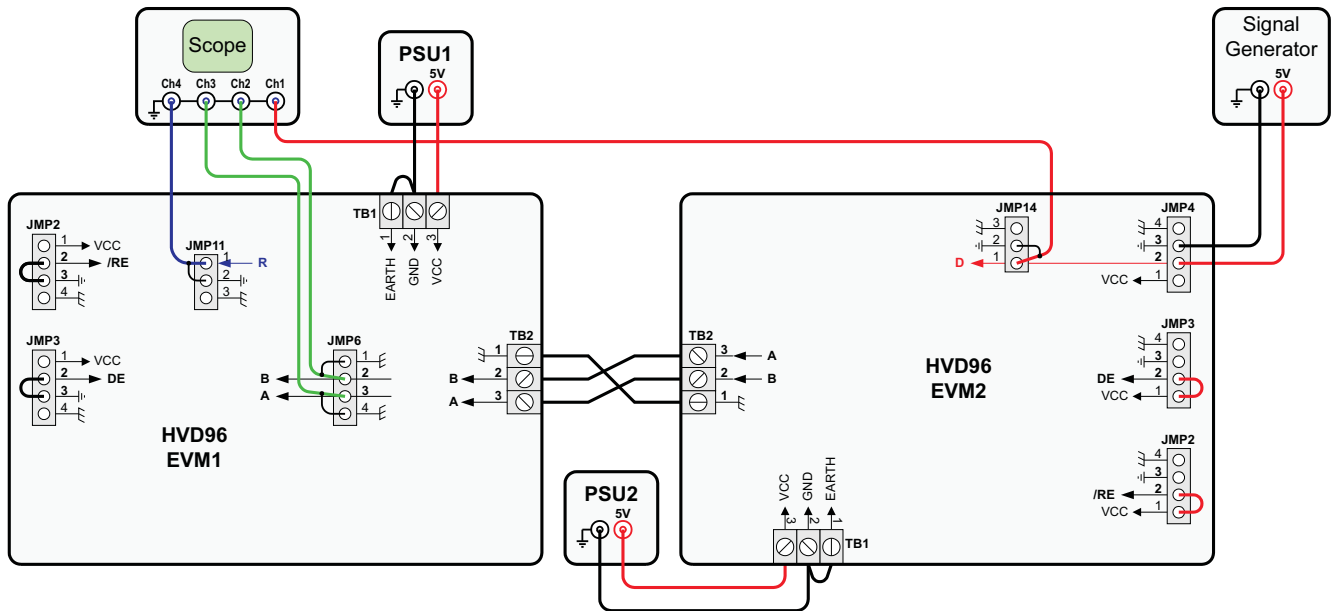 Scope
Ch4 Ch3 Ch2 Ch1
PSU1
5V
Signal
Generator
5V
JMP2
1 VCC
2 /RE
3
4
JMP11
1 R
2
3
TB1
1 2 3
EARTH GND VCC
JMP3
1 VCC
2 DE
3
4
JMP6
1
B 2
A 3
4
TB2
1
B 2
A 3
HVD96
EVM1
JMP14
3
2
D 1
JMP4
4
3
2
VCC 1
TB2
3 A
2 B
1
HVD96
EVM2
JMP3
4
3
DE 2
VCC 1
JMP2
4
3
/RE 2
VCC 1
PSU2
5V
VCC GND EARTH
3 2 1
TB1